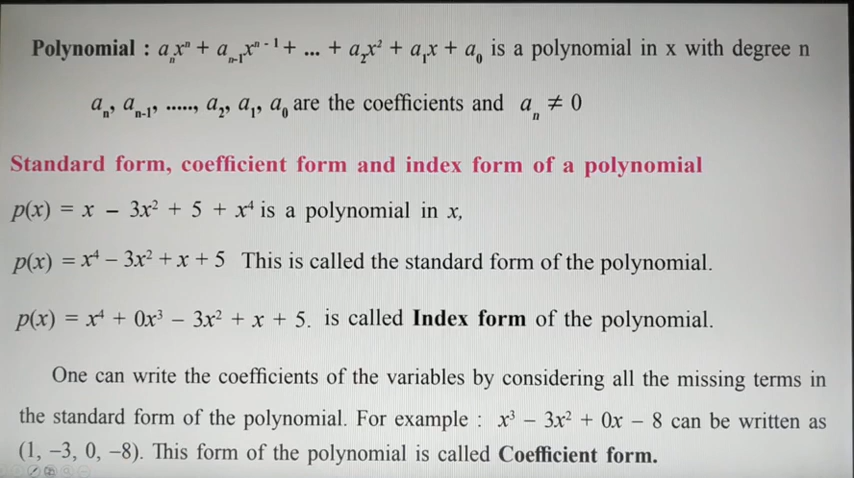 Polynomial : aₙxⁿ + aₙ₋₁xⁿ⁻¹ + ... + a₂x² + a₁x + a₀ is a polynomial in x with degree n
aₙ, aₙ₋₁, ....., a₂, a₁, a₀ are the coefficients and aₙ ≠ 0
Standard form, coefficient form and index form of a polynomial
p(x) = x − 3x² + 5 + x⁴ is a polynomial in x,
p(x) = x⁴ − 3x² + x + 5 This is called the standard form of the polynomial.
p(x) = x⁴ + 0x³ − 3x² + x + 5. is called Index form of the polynomial.
One can write the coefficients of the variables by considering all the missing terms in
the standard form of the polynomial. For example : x³ − 3x² + 0x − 8 can be written as
(1, −3, 0, −8). This form of the polynomial is called Coefficient form.